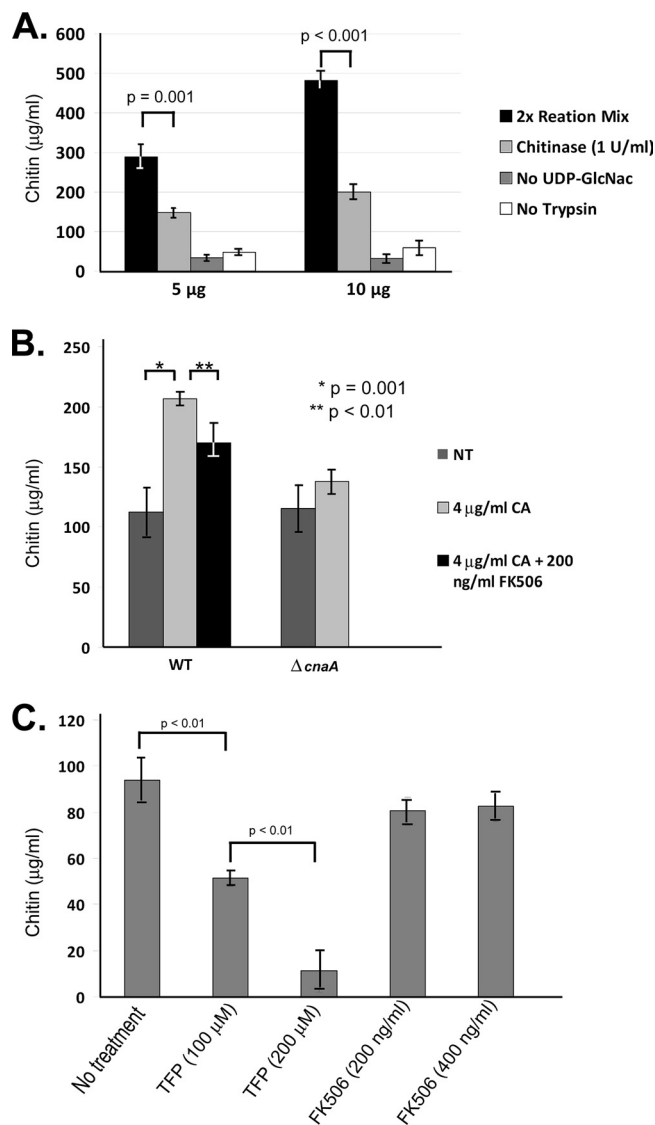 A.
600
500
400
300
200
100
0
Chitin (µg/ml)
p = 0.001
p < 0.001
5 µg
10 µg
2x Reation Mix
Chitinase (1 U/ml)
No UDP-GlcNac
No Trypsin
B.
250
200
150
100
50
0
Chitin (µg/ml)
*
**
* p = 0.001
** p < 0.01
WT
ΔcnaA
NT
4 µg/ml CA
4 µg/ml CA + 200
ng/ml FK506
C.
120
100
80
60
40
20
0
Chitin (µg/ml)
p < 0.01
p < 0.01
No treatment
TFP (100 µM)
TFP (200 µM)
FK506 (200 ng/ml)
FK506 (400 ng/ml)